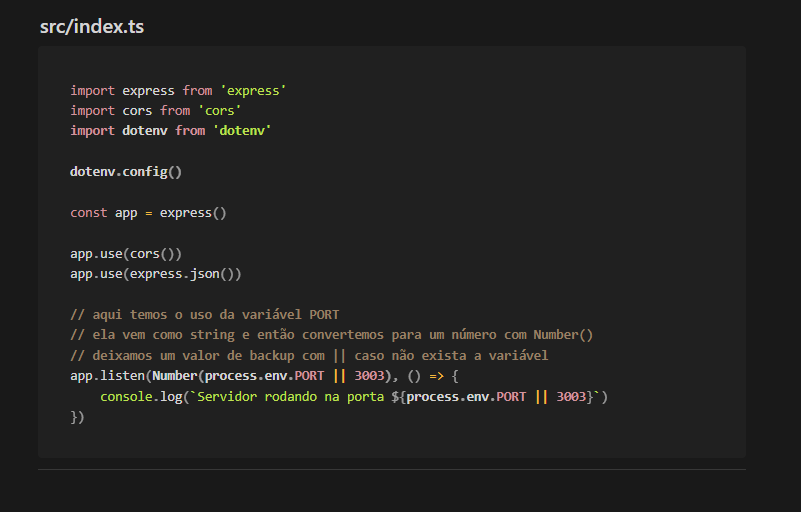 src/index.ts
import express from 'express'
import cors from 'cors'
import dotenv from 'dotenv'
dotenv.config()
const app = express()
app.use(cors())
app.use(express.json())
// aqui temos o uso da variável PORT
// ela vem como string e então convertemos para um número com Number()
// deixamos um valor de backup com || caso não exista a variável
app.listen(Number(process.env.PORT || 3003), () => {
    console.log(`Servidor rodando na porta ${process.env.PORT || 3003}`)
})